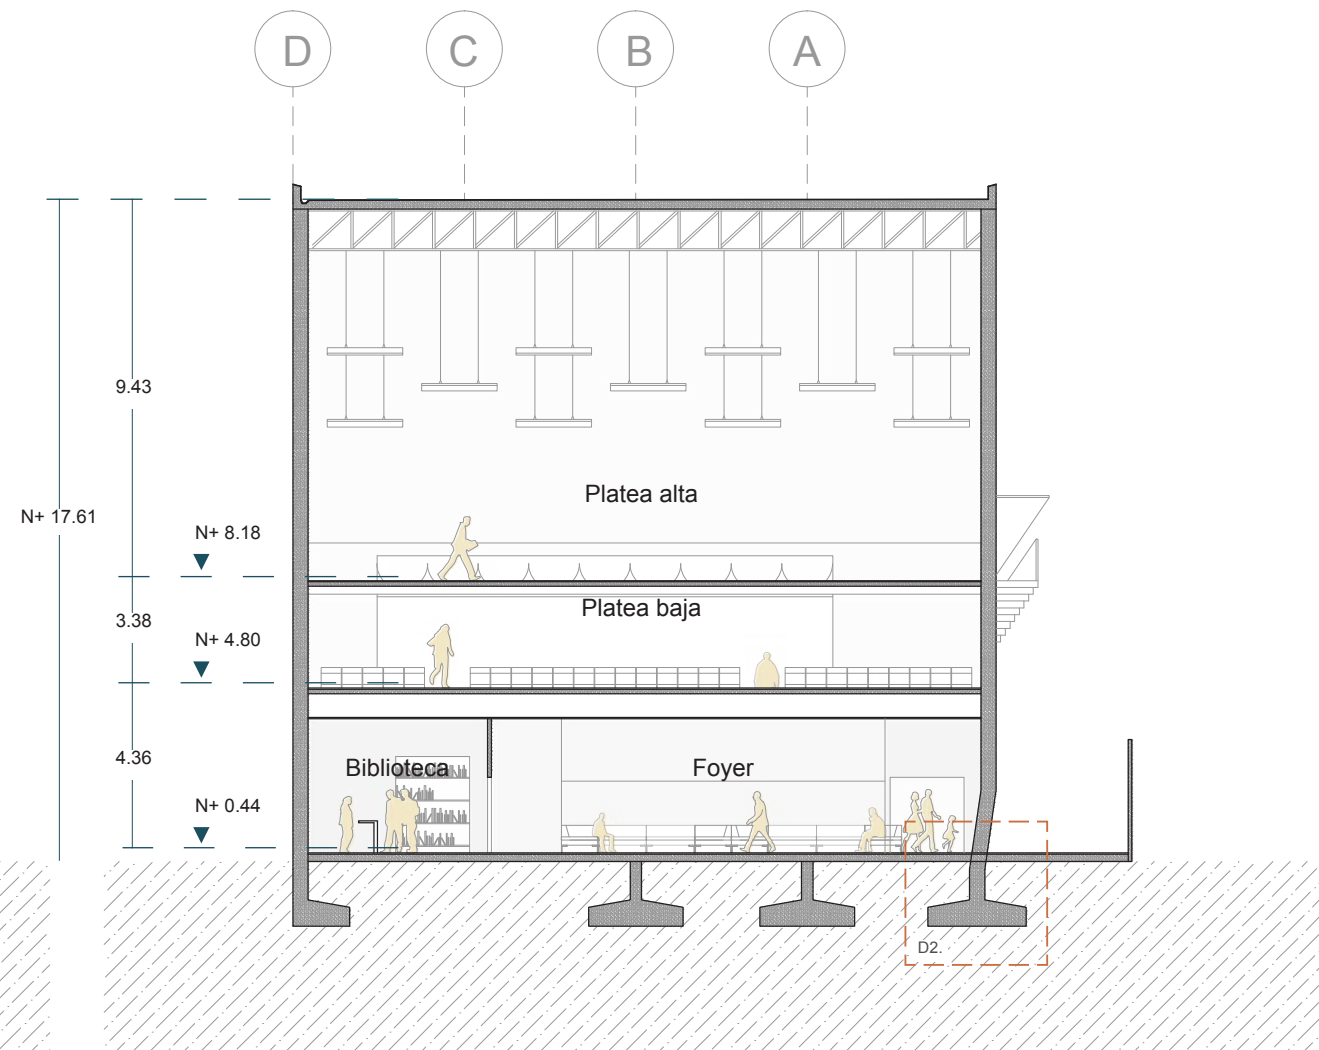 D C B A
9.43
Platea alta
N+ 17.61
N+ 8.18
Platea baja
3.38
N+ 4.80
4.36
Biblioteca
Foyer
N+ 0.44
D2.